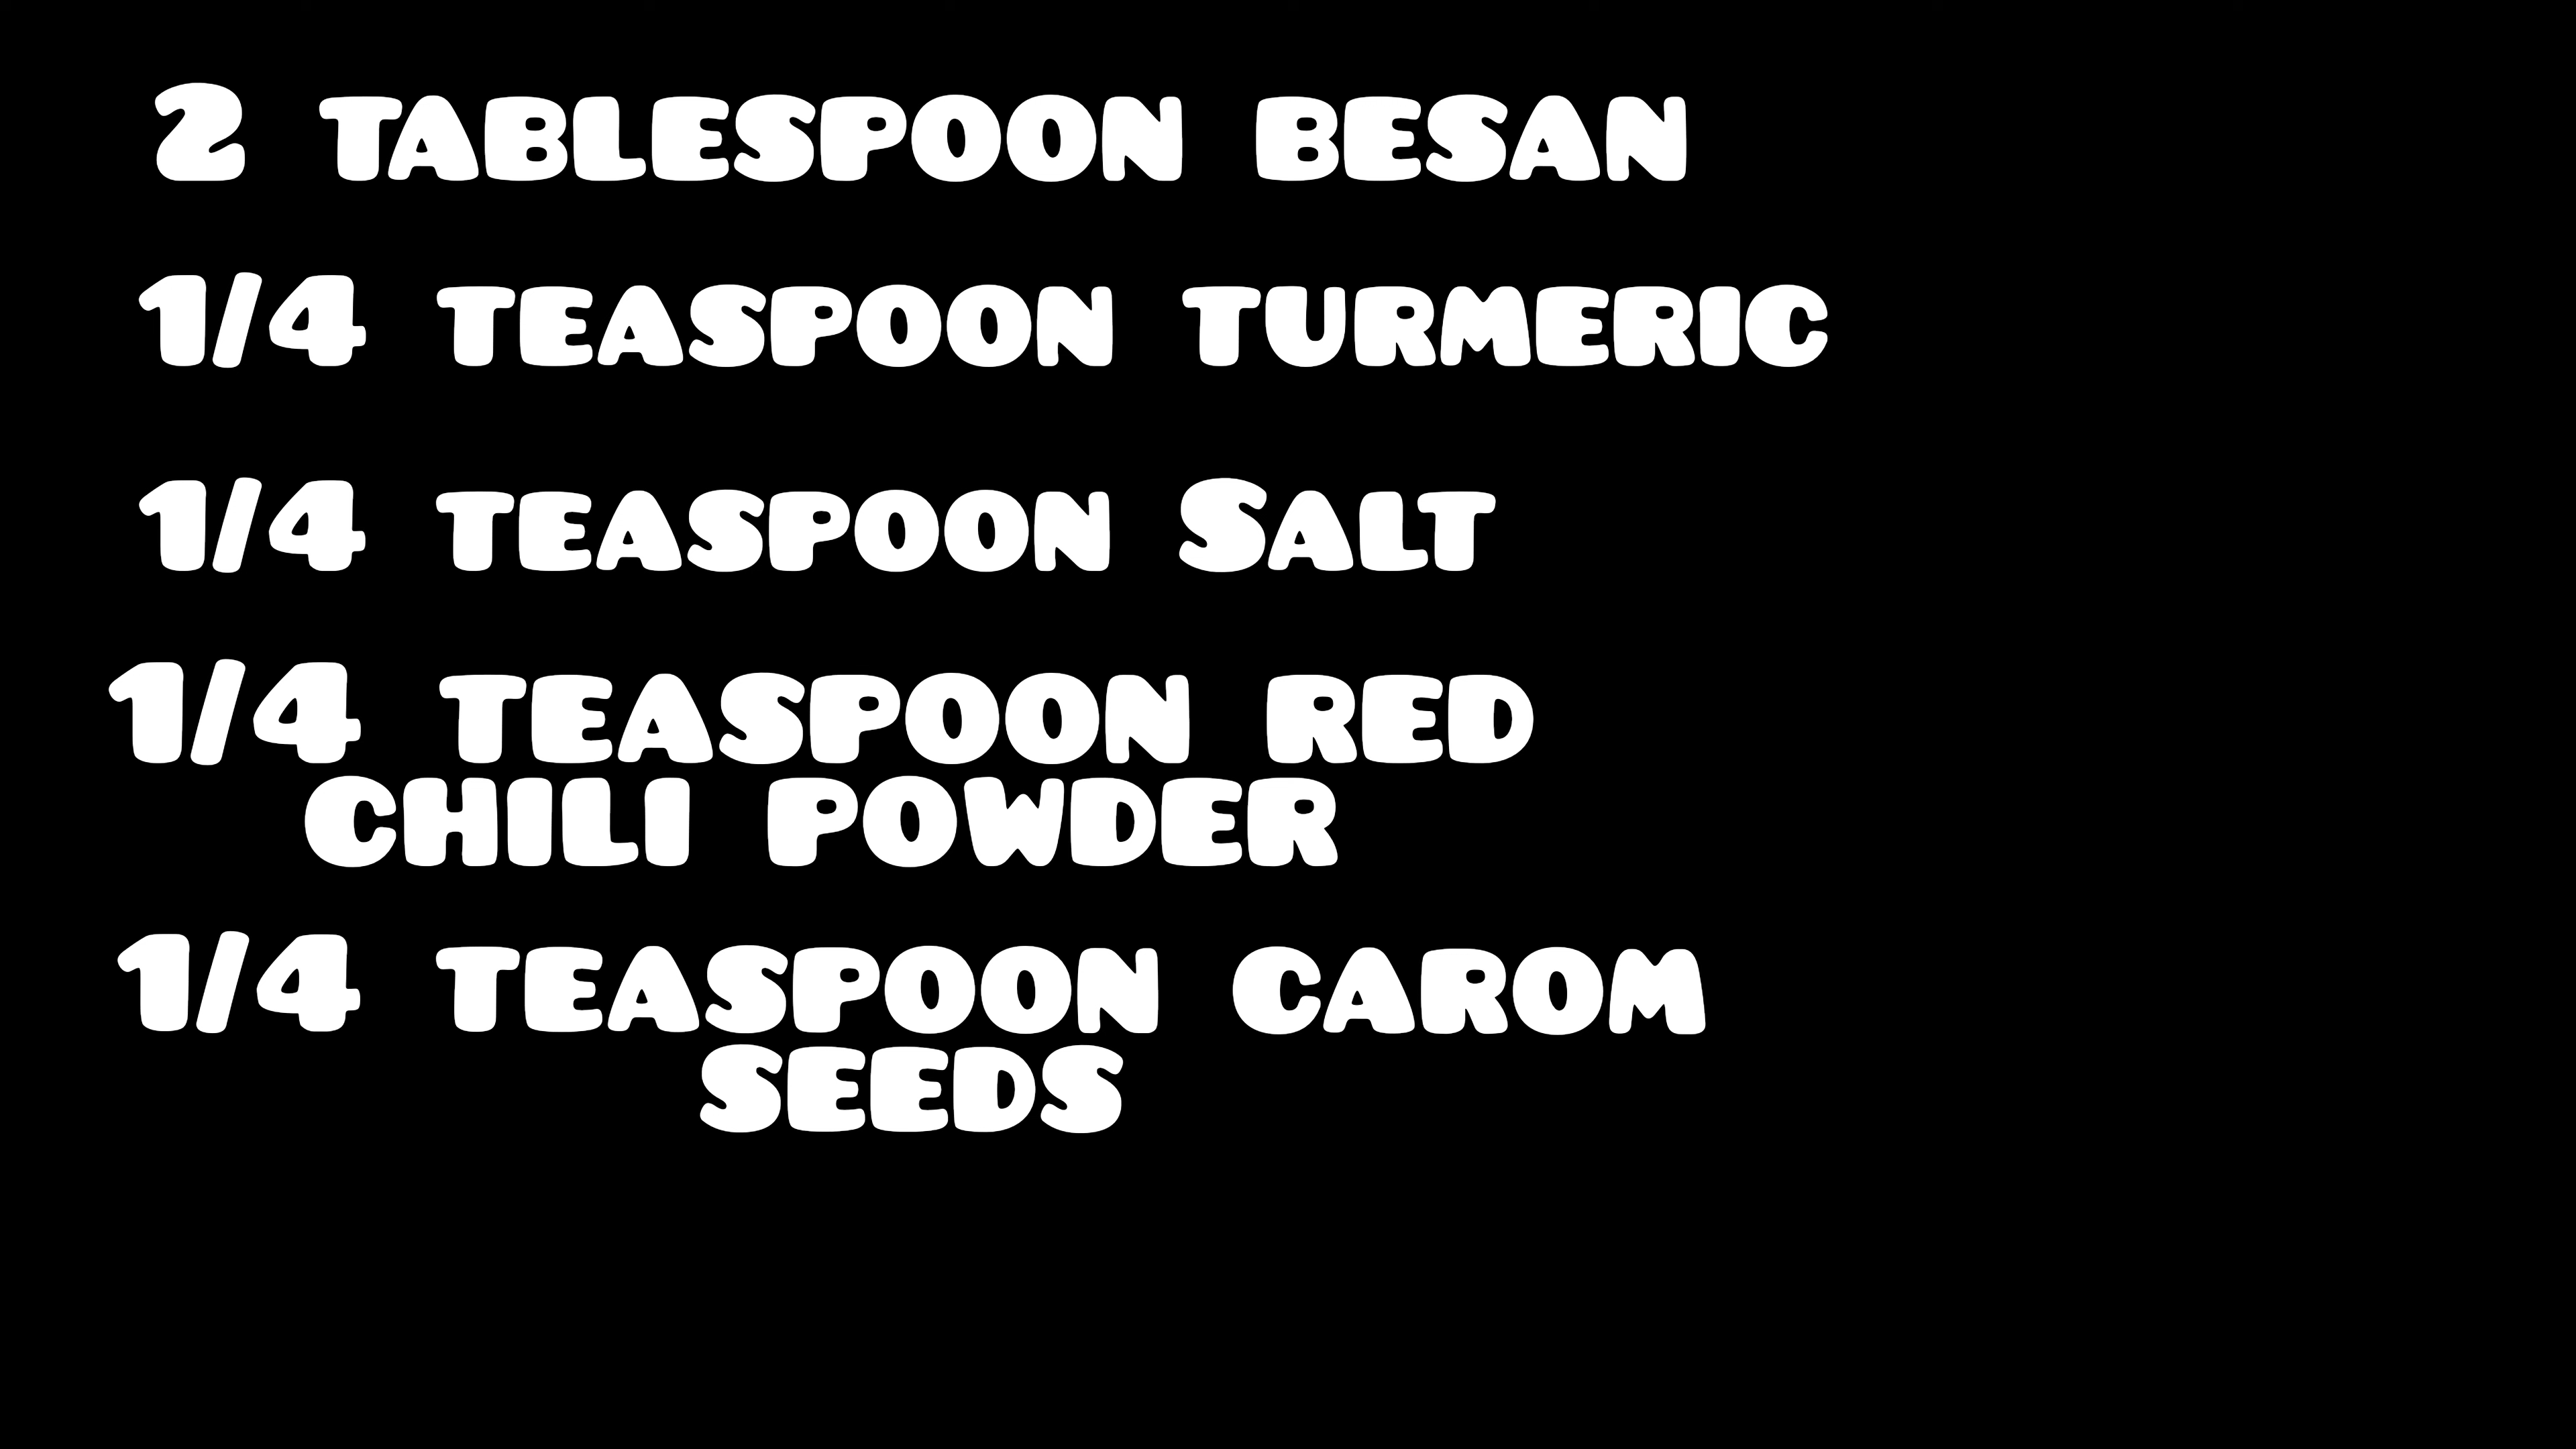 2 tablespoon besan
1/4 teaspoon turmeric
1/4 teaspoon Salt
1/4 teaspoon red
chili powder
1/4 teaspoon carom
seeds